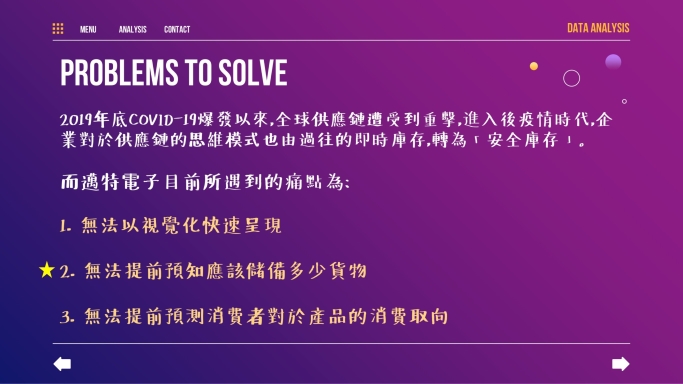 MENU ANALYSIS CONTACT DATA ANALYSIS
PROBLEMS TO SOLVE
2019年底COVID-19爆發以來,全球供應鏈遭受到重擊,進入後疫情時代,企
業對於供應鏈的思維模式也由過往的即時庫存,轉為「安全庫存」。
而邁特電子目前所遇到的痛點為:
1. 無法以視覺化快速呈現
2. 無法提前預知應該儲備多少貨物
3. 無法提前預測消費者對於產品的消費取向